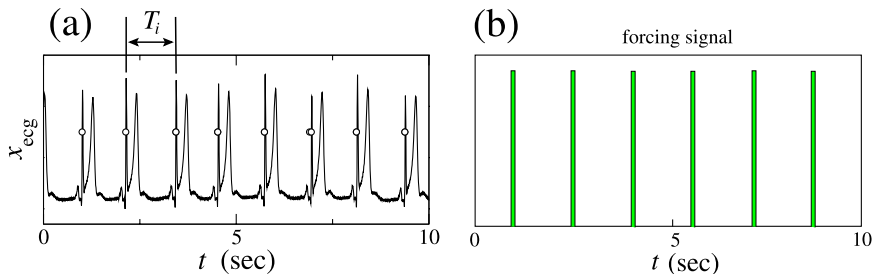 (a)
T_i
x_ecg
0
5
10
t (sec)
(b)
forcing signal
0
5
10
t (sec)